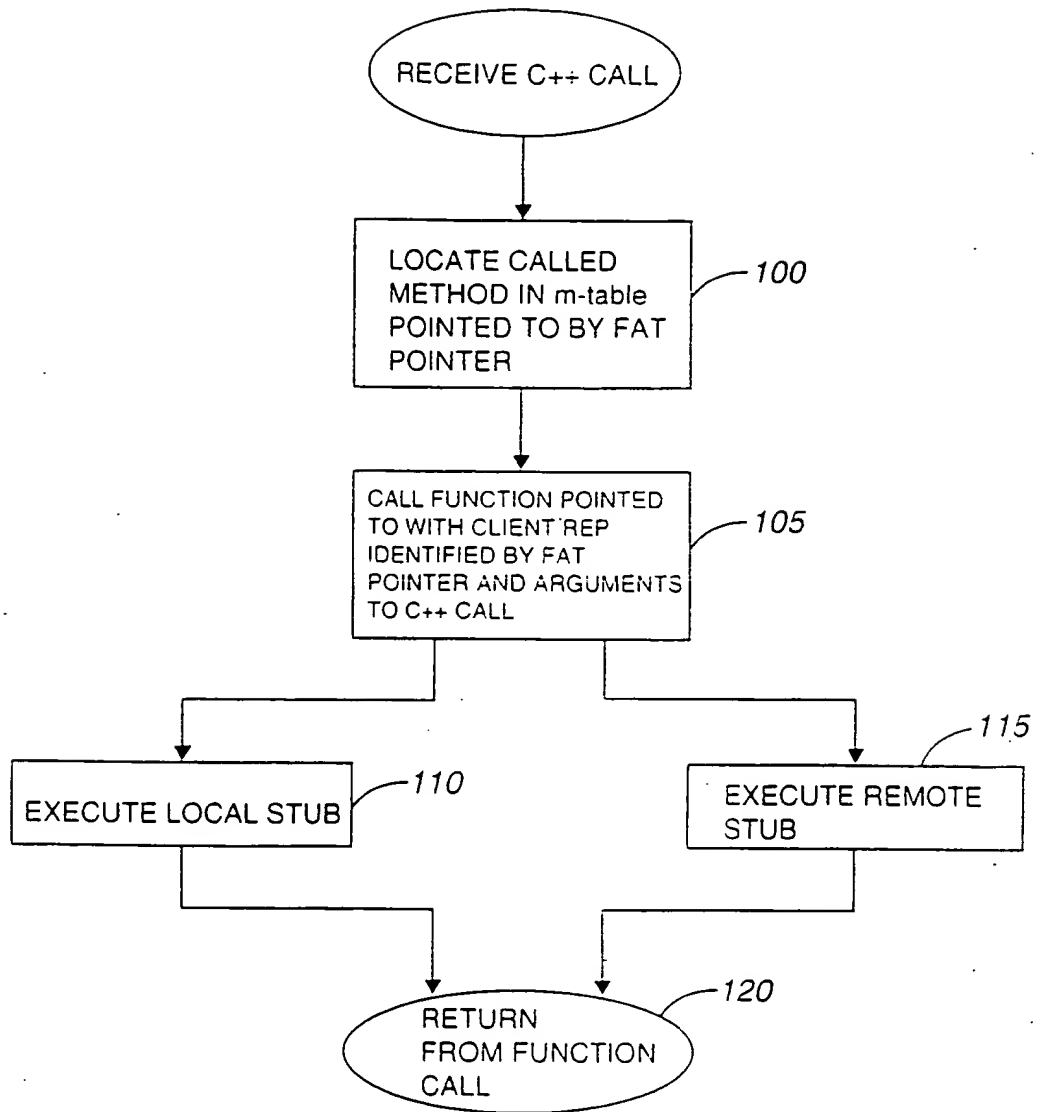 RECEIVE C++ CALL
LOCATE CALLED
METHOD IN m-table
POINTED TO BY FAT
POINTER
100
CALL FUNCTION POINTED
TO WITH CLIENT REP
IDENTIFIED BY FAT
POINTER AND ARGUMENTS
TO C++ CALL
105
EXECUTE LOCAL STUB
110
EXECUTE REMOTE
STUB
115
RETURN
FROM FUNCTION
CALL
120